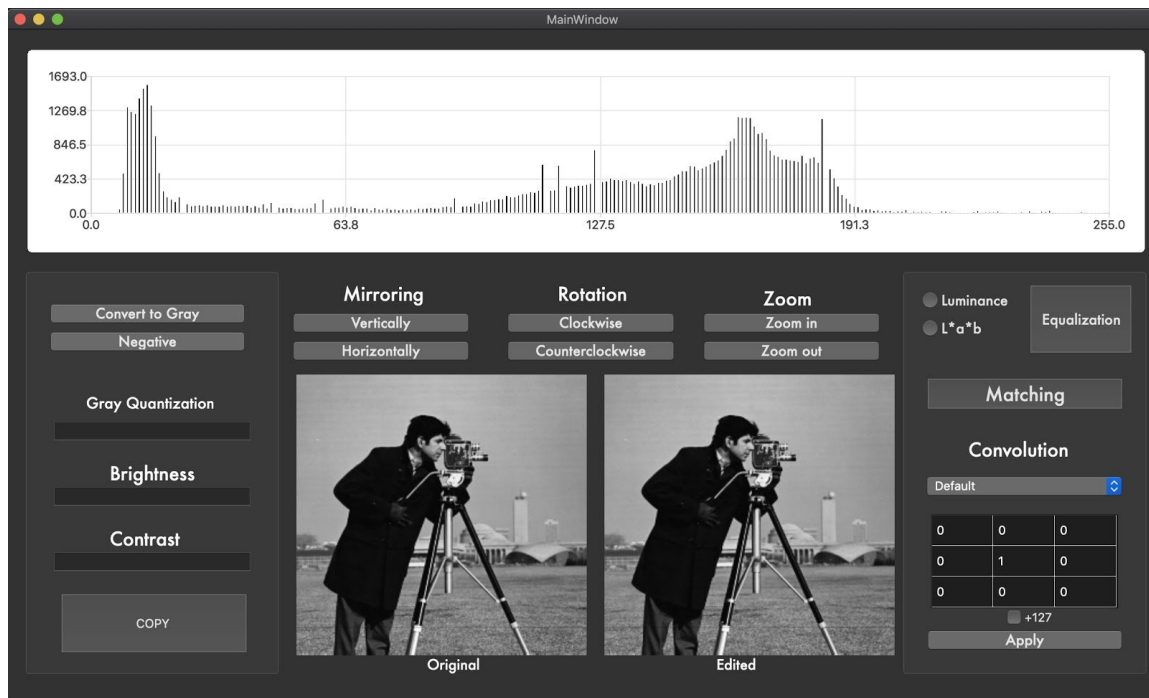 MainWindow
1693.0
1269.8
846.5
423.3
0.0
0.0 63.8 127.5 191.3 255.0
Convert to Gray
Negative
Gray Quantization
Brightness
Contrast
COPY
Mirroring
Vertically
Horizontally
Rotation
Clockwise
Counterclockwise
Zoom
Zoom in
Zoom out
Original
Edited
Luminance
L*a*b
Equalization
Matching
Convolution
Default
0 0 0
0 1 0
0 0 0
+127
Apply